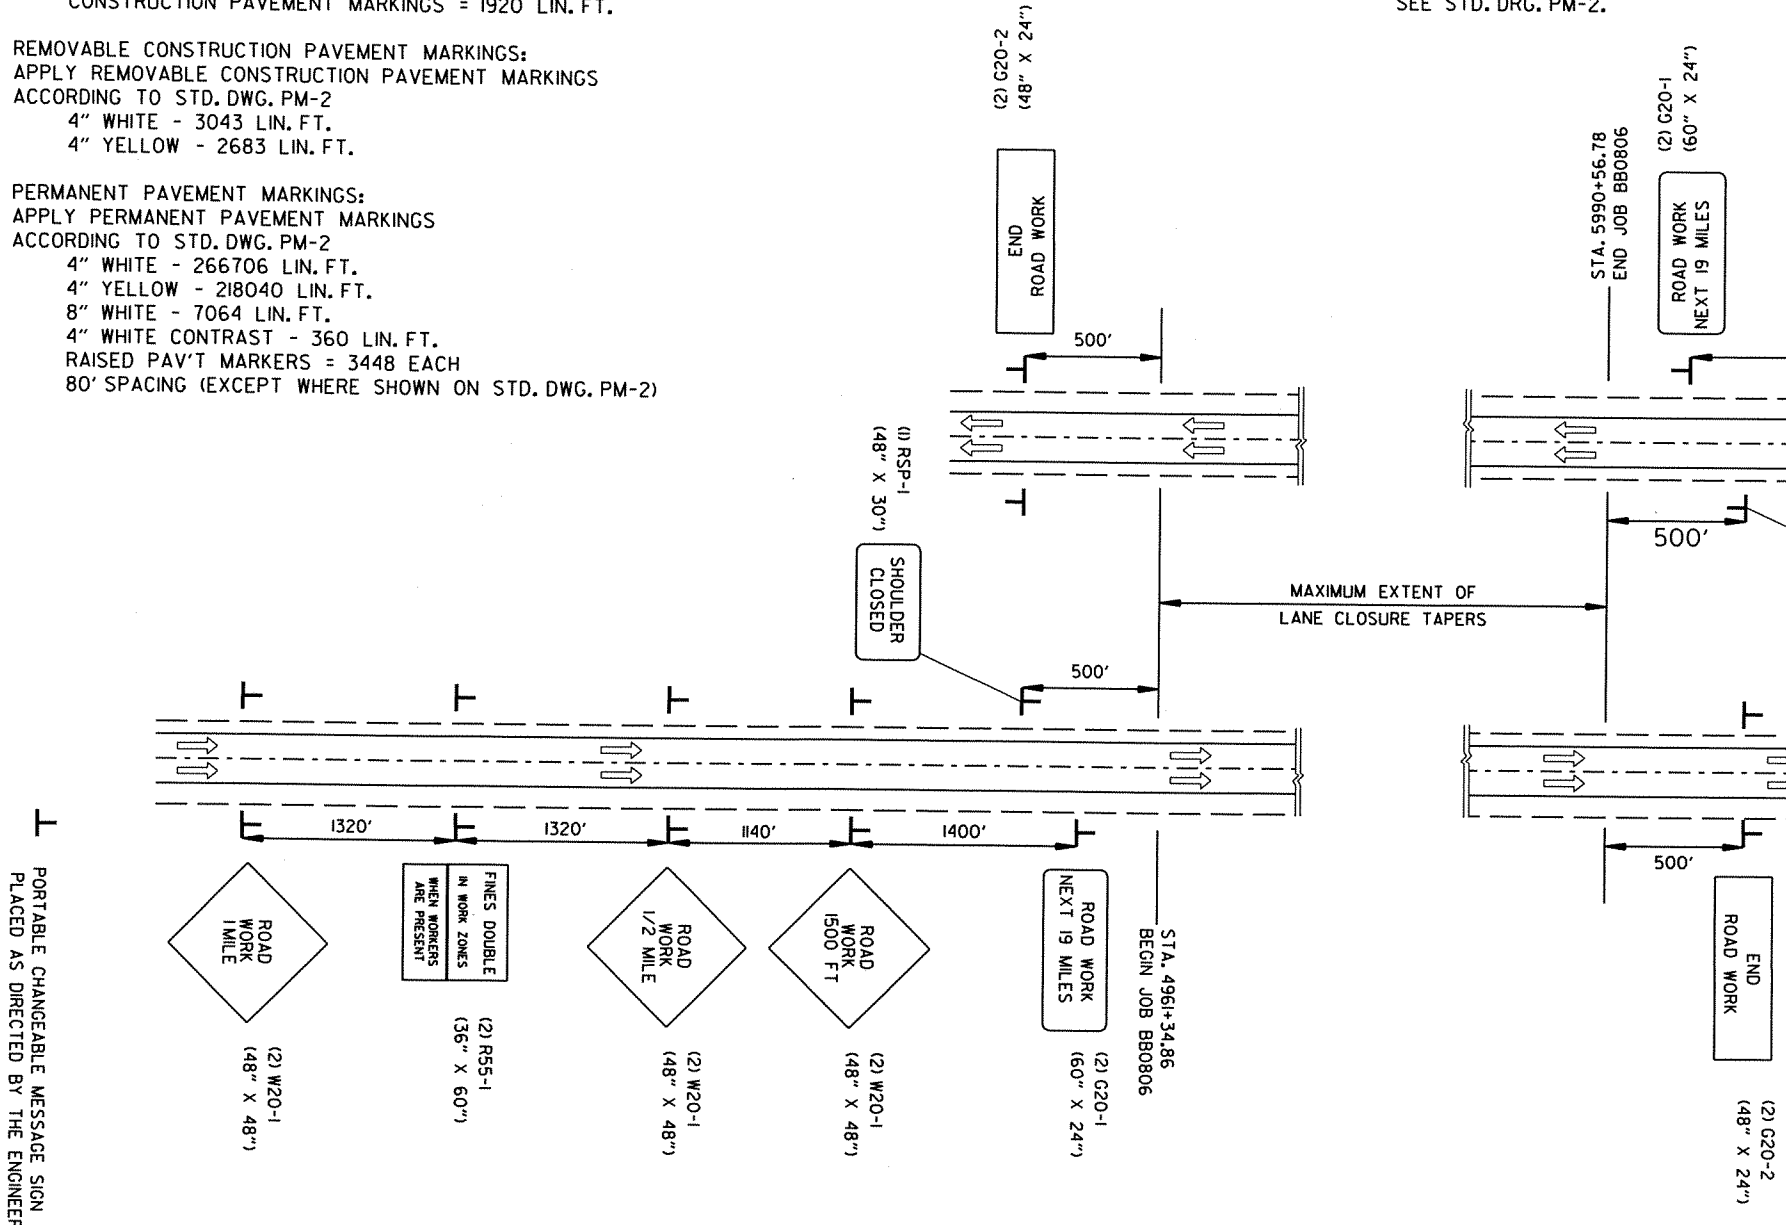 CONSTRUCTION PAVEMENT MARKINGS = 1920 LIN. FT.
REMOVABLE CONSTRUCTION PAVEMENT MARKINGS:
APPLY REMOVABLE CONSTRUCTION PAVEMENT MARKINGS
ACCORDING TO STD. DWG. PM-2
4" WHITE - 3043 LIN. FT.
4" YELLOW - 2683 LIN. FT.
PERMANENT PAVEMENT MARKINGS:
APPLY PERMANENT PAVEMENT MARKINGS
ACCORDING TO STD. DWG. PM-2
4" WHITE - 266706 LIN. FT.
4" YELLOW - 218040 LIN. FT.
8" WHITE - 7064 LIN. FT.
4" WHITE CONTRAST - 360 LIN. FT.
RAISED PAV'T MARKERS = 3448 EACH
80' SPACING (EXCEPT WHERE SHOWN ON STD. DWG. PM-2)
SEE STD. DRG. PM-2.
(2) G20-2
(48" X 24")
END
ROAD WORK
500'
STA. 5990+56.78
END JOB BB0806
(2) G20-1
(60" X 24")
ROAD WORK
NEXT 19 MILES
500'
(1) RSP-1
(48" X 30")
SHOULDER
CLOSED
MAXIMUM EXTENT OF
LANE CLOSURE TAPERS
500'
1320'
1320'
1140'
1400'
500'
ROAD
WORK
1 MILE
(2) W20-1
(48" X 48")
FINES DOUBLE
IN WORK ZONES
WHEN WORKERS
ARE PRESENT
(2) R55-1
(36" X 60")
ROAD
WORK
1/2 MILE
(2) W20-1
(48" X 48")
ROAD
WORK
1500 FT
(2) W20-1
(48" X 48")
ROAD WORK
NEXT 19 MILES
(2) G20-1
(60" X 24")
STA. 4961+34.86
BEGIN JOB BB0806
END
ROAD WORK
(2) G20-2
(48" X 24")
PORTABLE CHANGEABLE MESSAGE SIGN
PLACED AS DIRECTED BY THE ENGINEER